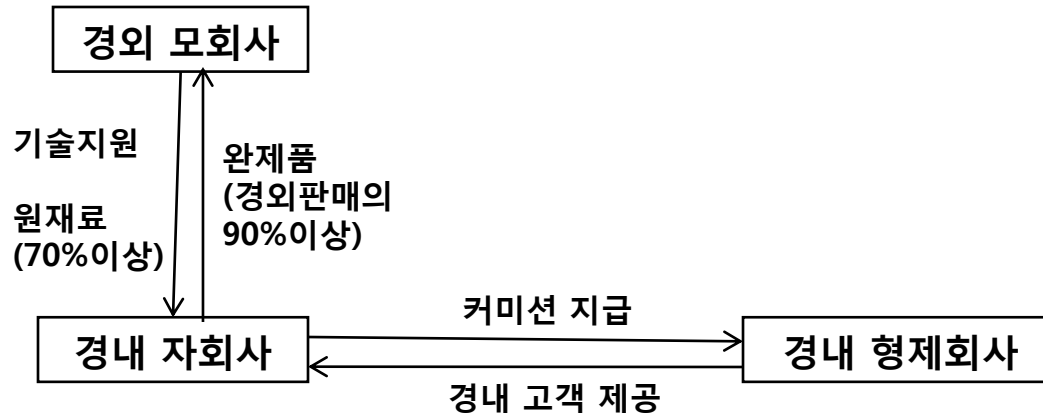 경외 모회사
기술지원
원재료
(70%이상)
완제품
(경외판매의
90%이상)
커미션 지급
경내 자회사
경내 형제회사
경내 고객 제공